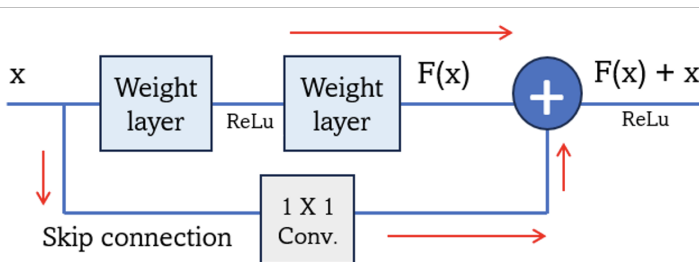 x
Weight
layer
ReLu
Weight
layer
F(x)
+
F(x) + x
ReLu
Skip connection
1 X 1
Conv.